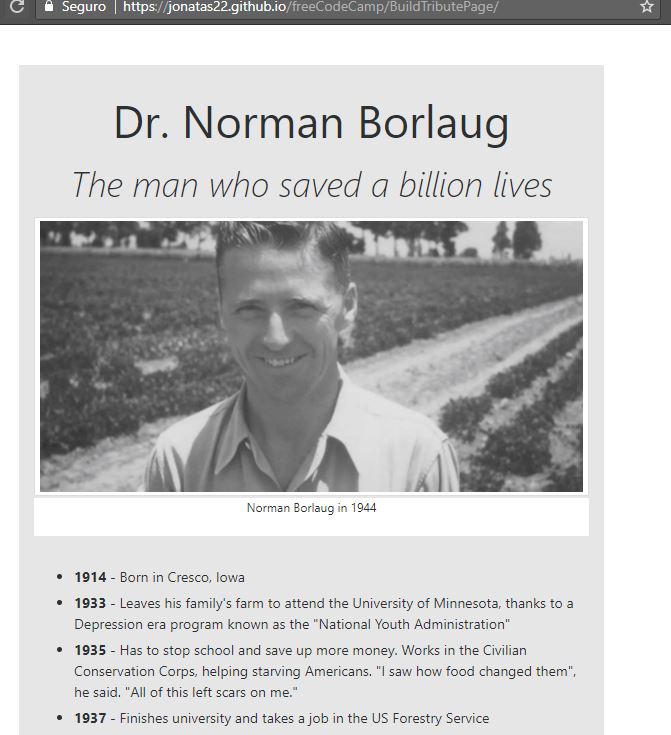 Seguro | https://jonatas22.github.io/freeCodeCamp/BuildTributePage/
Dr. Norman Borlaug
The man who saved a billion lives
Norman Borlaug in 1944
• 1914 - Born in Cresco, Iowa
• 1933 - Leaves his family's farm to attend the University of Minnesota, thanks to a
Depression era program known as the "National Youth Administration"
• 1935 - Has to stop school and save up more money. Works in the Civilian
Conservation Corps, helping starving Americans. "I saw how food changed them",
he said. "All of this left scars on me."
• 1937 - Finishes university and takes a job in the US Forestry Service